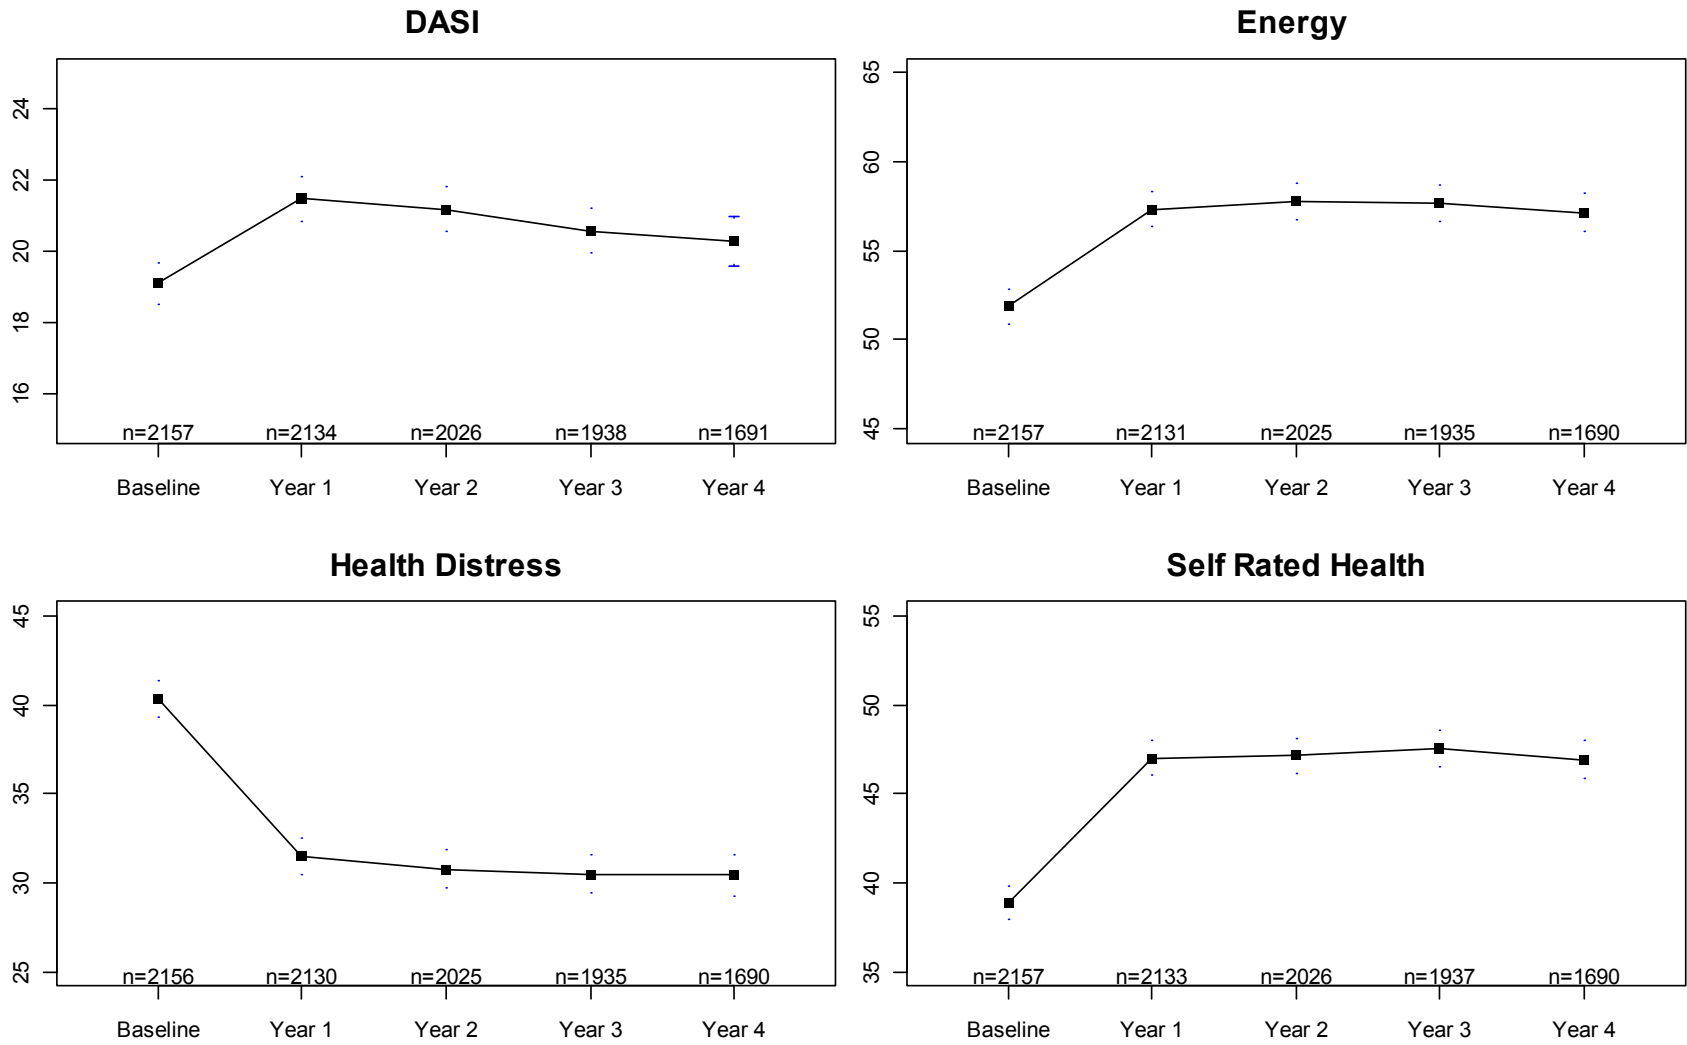 DASI
24
22
20
18
16
n=2157 n=2134 n=2026 n=1938 n=1691
Baseline Year 1 Year 2 Year 3 Year 4
Energy
65
60
55
50
45
n=2157 n=2131 n=2025 n=1935 n=1690
Baseline Year 1 Year 2 Year 3 Year 4
Health Distress
45
40
35
30
25
n=2156 n=2130 n=2025 n=1935 n=1690
Baseline Year 1 Year 2 Year 3 Year 4
Self Rated Health
55
50
45
40
35
n=2157 n=2133 n=2026 n=1937 n=1690
Baseline Year 1 Year 2 Year 3 Year 4